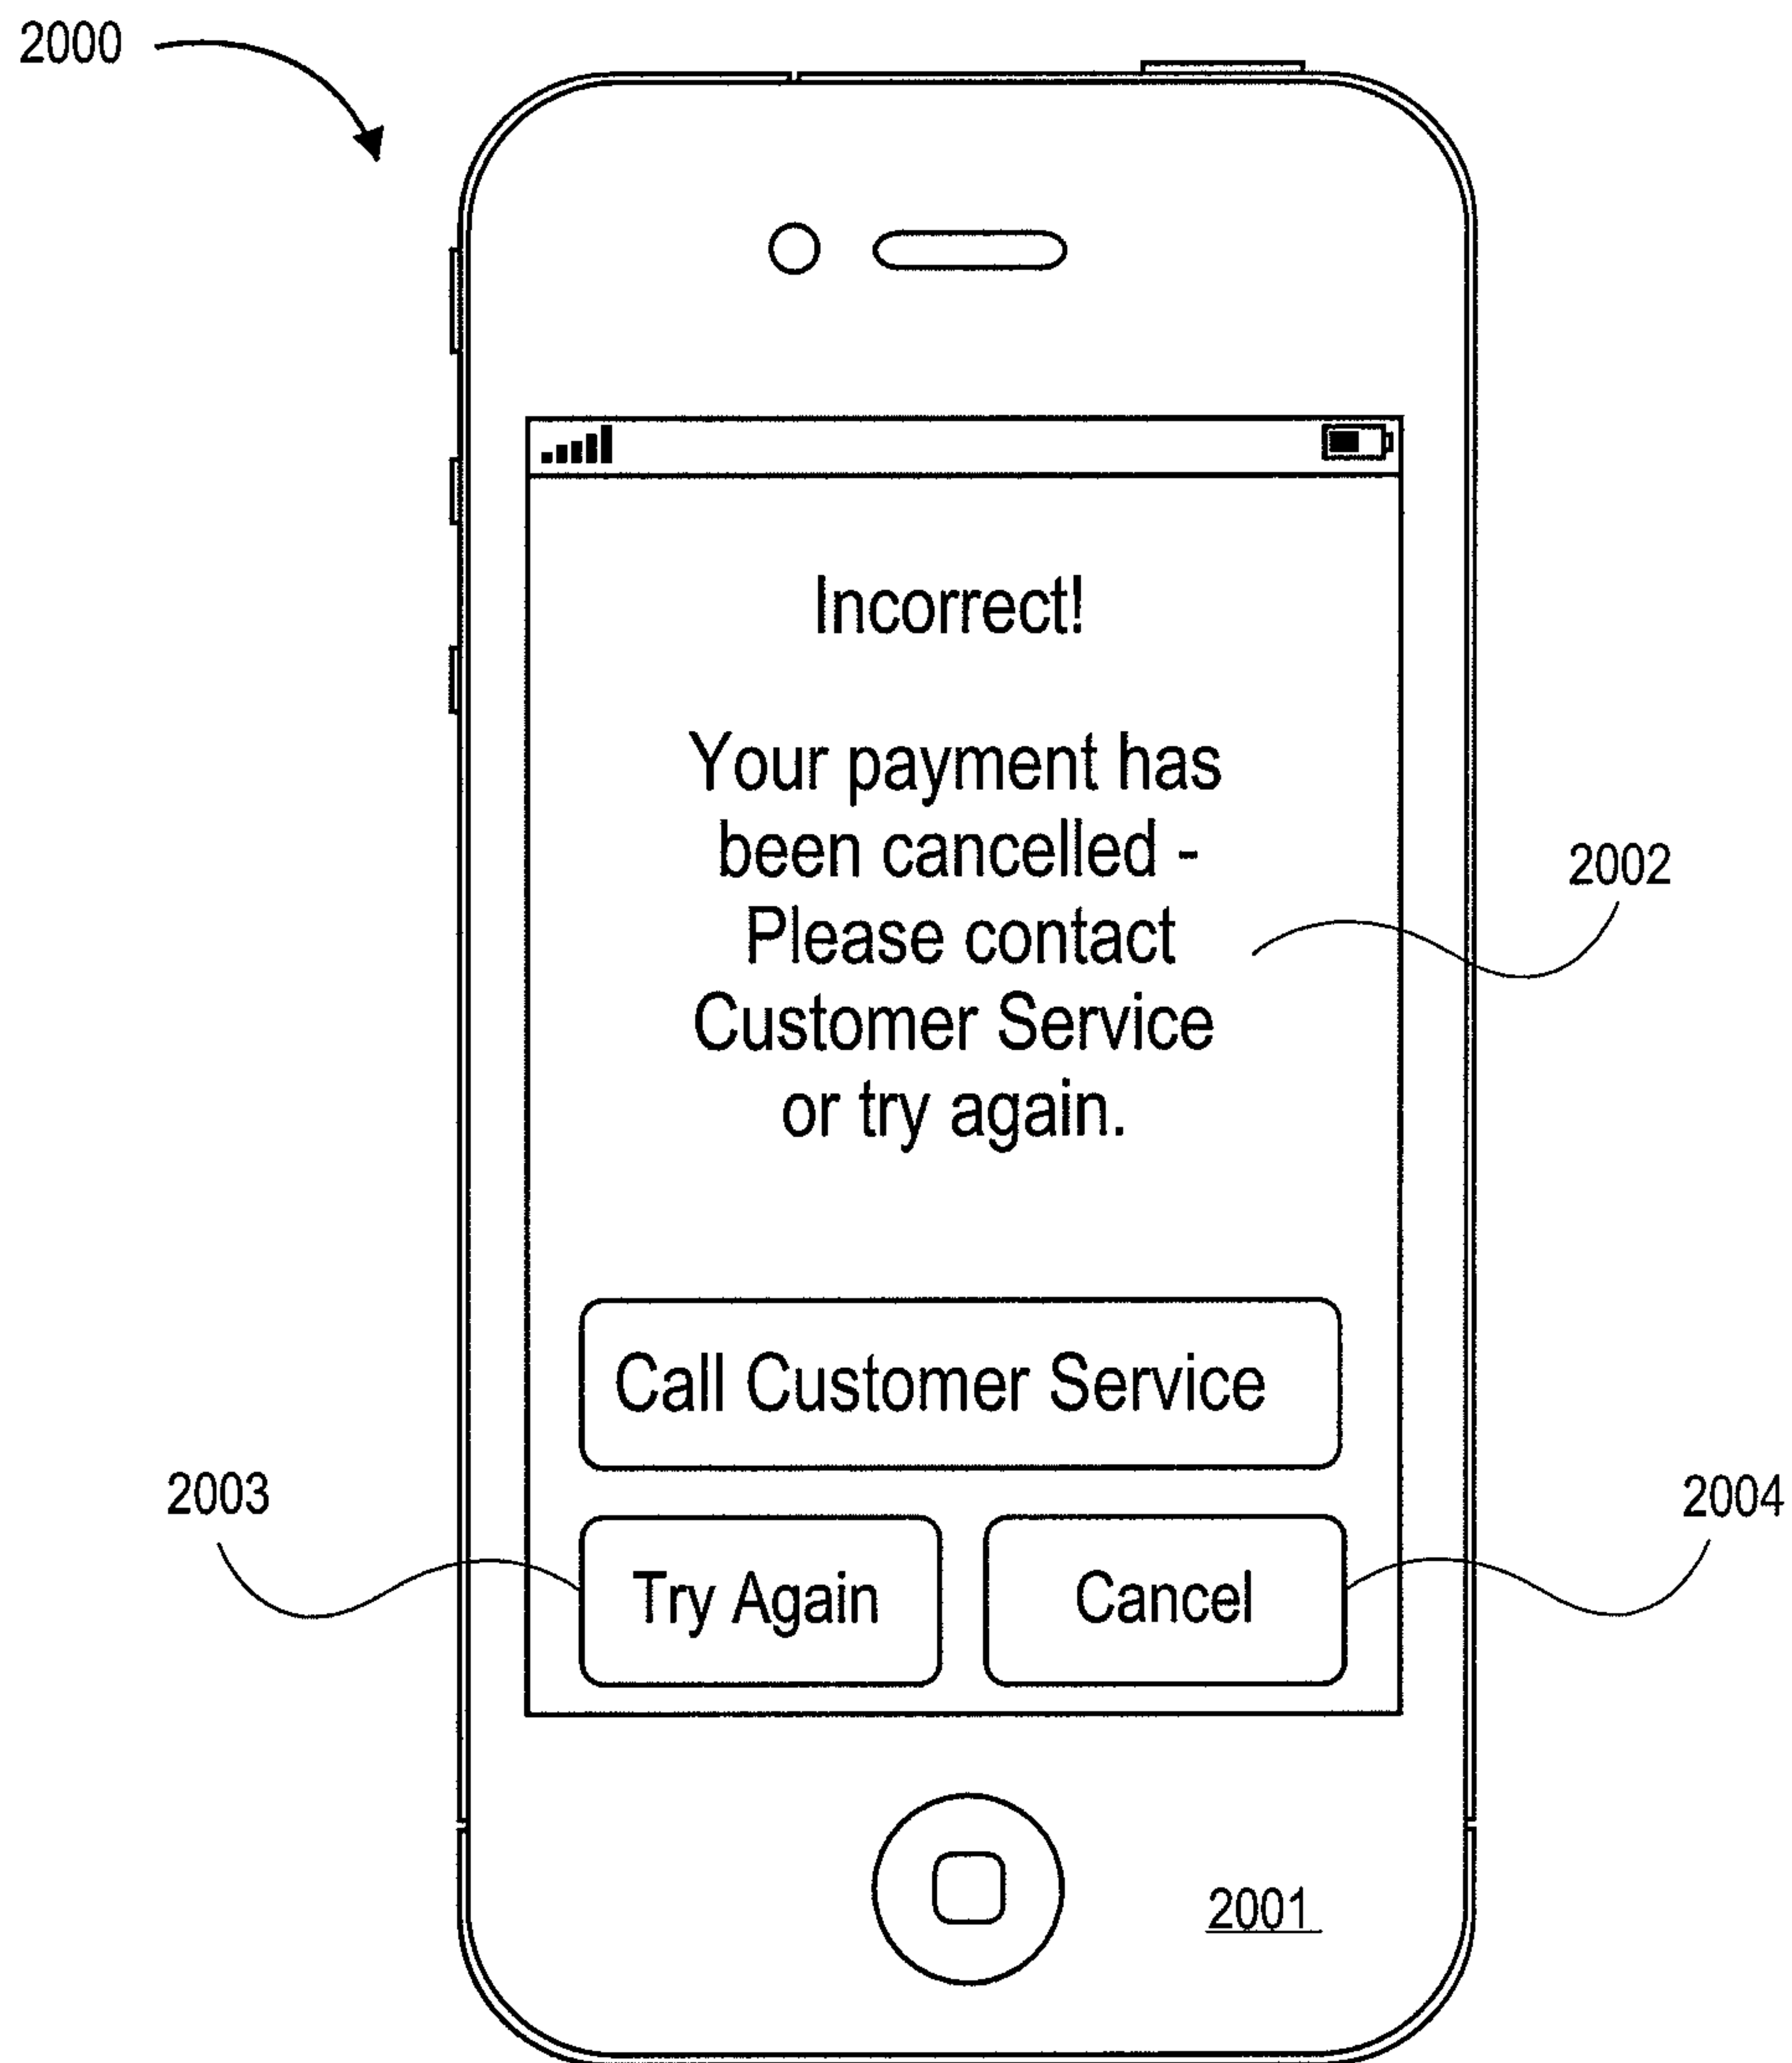 2000
Incorrect!
Your payment has
been cancelled -
Please contact
Customer Service
or try again.
2002
Call Customer Service
2003
2004
Try Again
Cancel
2001